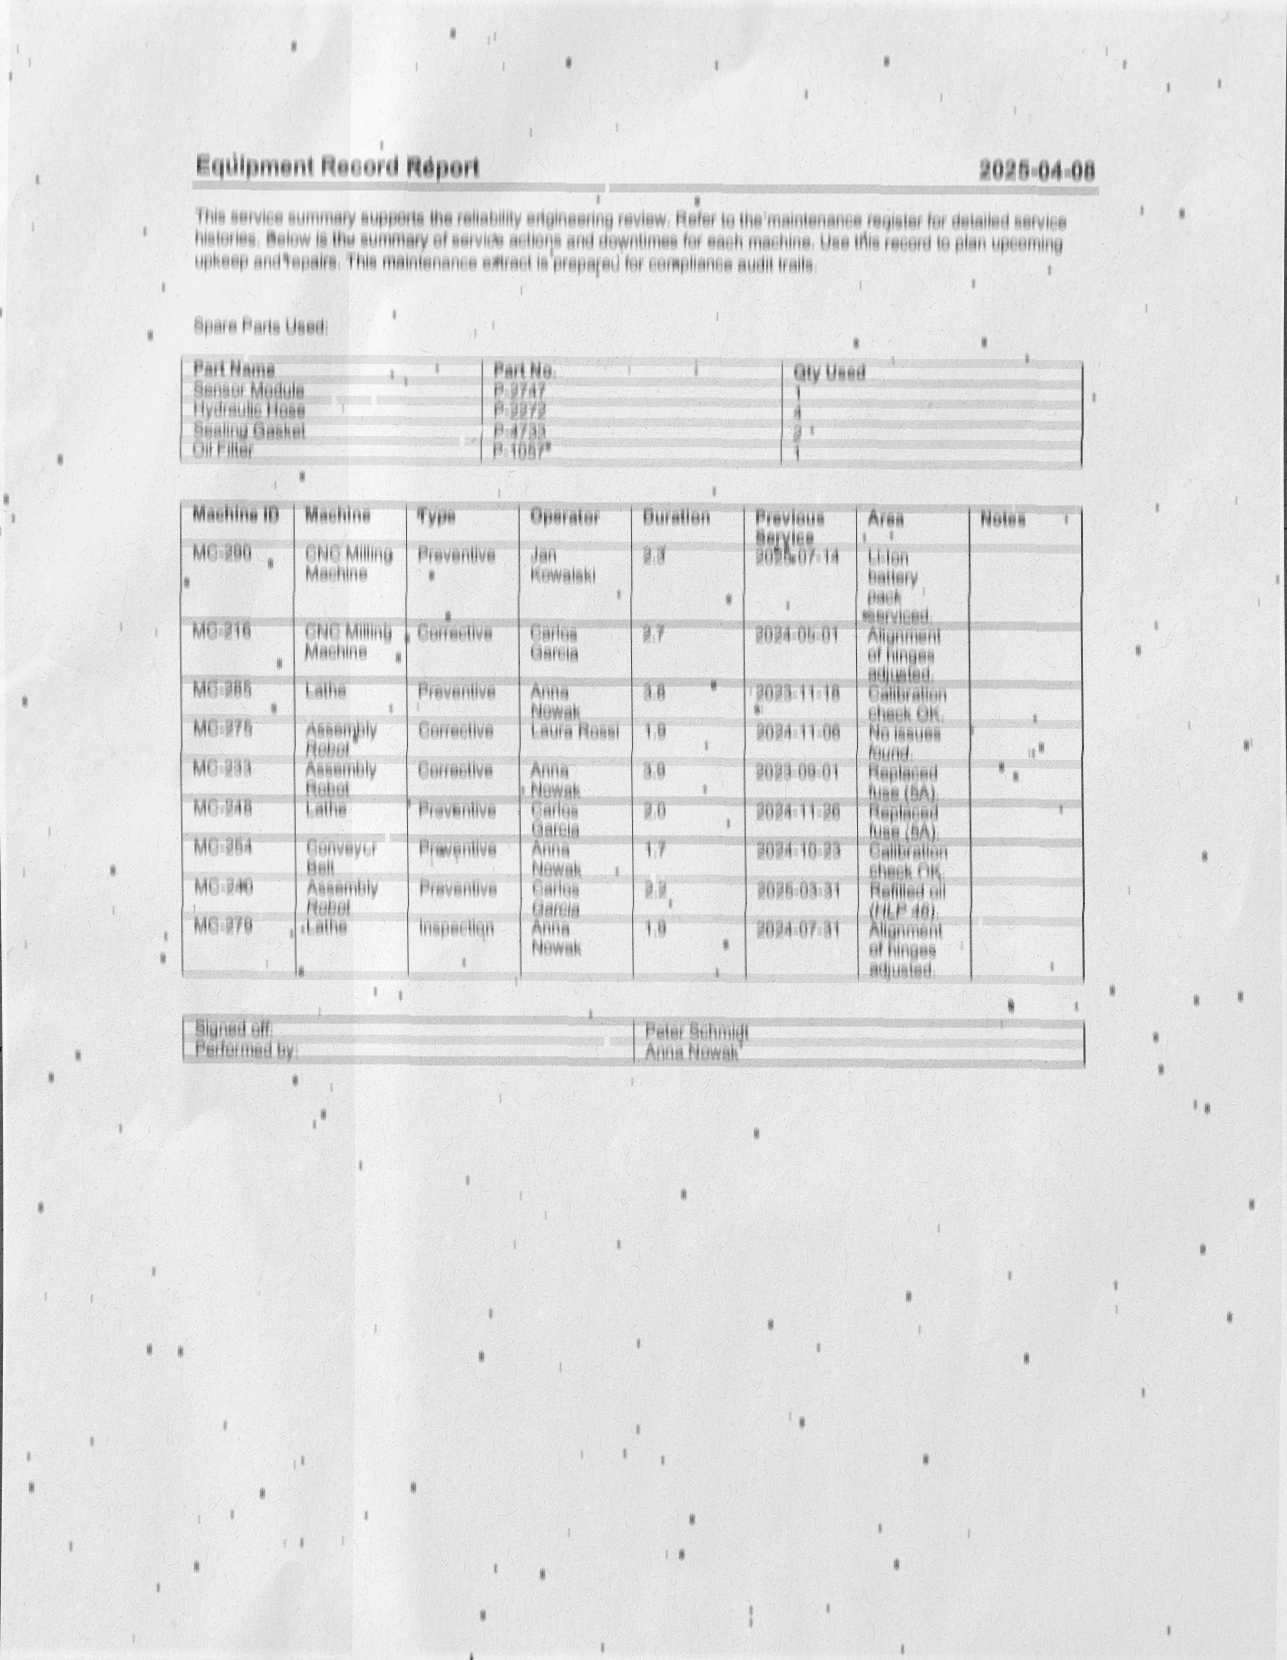 Equipment Record Report 2025-04-08
This service summary supports the reliability engineering review. Refer to the maintenance register for detailed service
histories. Below is the summary of service actions and downtimes for each machine. Use this record to plan upcoming
upkeep and repairs. This maintenance extract is prepared for compliance audit trails.
Spare Parts Used:
Part Name Part No. Qty Used
Sensor Module P-2747 1
Hydraulic Hose P-2272 4
Sealing Gasket P-4733 2
Oil Filter P-1057 1
Machine ID Machine Type Operator Duration Previous Area Notes
Service
MC-290 CNC Milling Preventive Jan 2.3 07-14 Li-Ion
Machine Kowalski battery
pack
serviced.
MC-216 CNC Milling Corrective Carlos 2.7 2024-05-01 Alignment
Machine Garcia of hinges
adjusted.
MC-285 Lathe Preventive Anna 3.8 2023-11-18 Calibration
Nowak check OK.
MC-275 Assembly Corrective Laura Rossi 1.9 2024-11-06 No issues
Robot found.
MC-233 Assembly Corrective Anna 3.9 2023-09-01 Replaced
Robot Nowak fuse (5A).
MC-248 Lathe Preventive Carlos 2.0 2024-11-26 Replaced
Garcia fuse (5A).
MC-254 Conveyor Preventive Anna 1.7 2024-10-23 Calibration
Belt Nowak check OK.
MC-240 Assembly Preventive Carlos 2.2 2025-03-31 Refilled oil
Robot Garcia (HLP 46).
MC-279 Lathe Inspection Anna 1.9 2024-07-31 Alignment
Nowak of hinges
adjusted.
Signed off: Peter Schmidt
Performed by: Anna Nowak